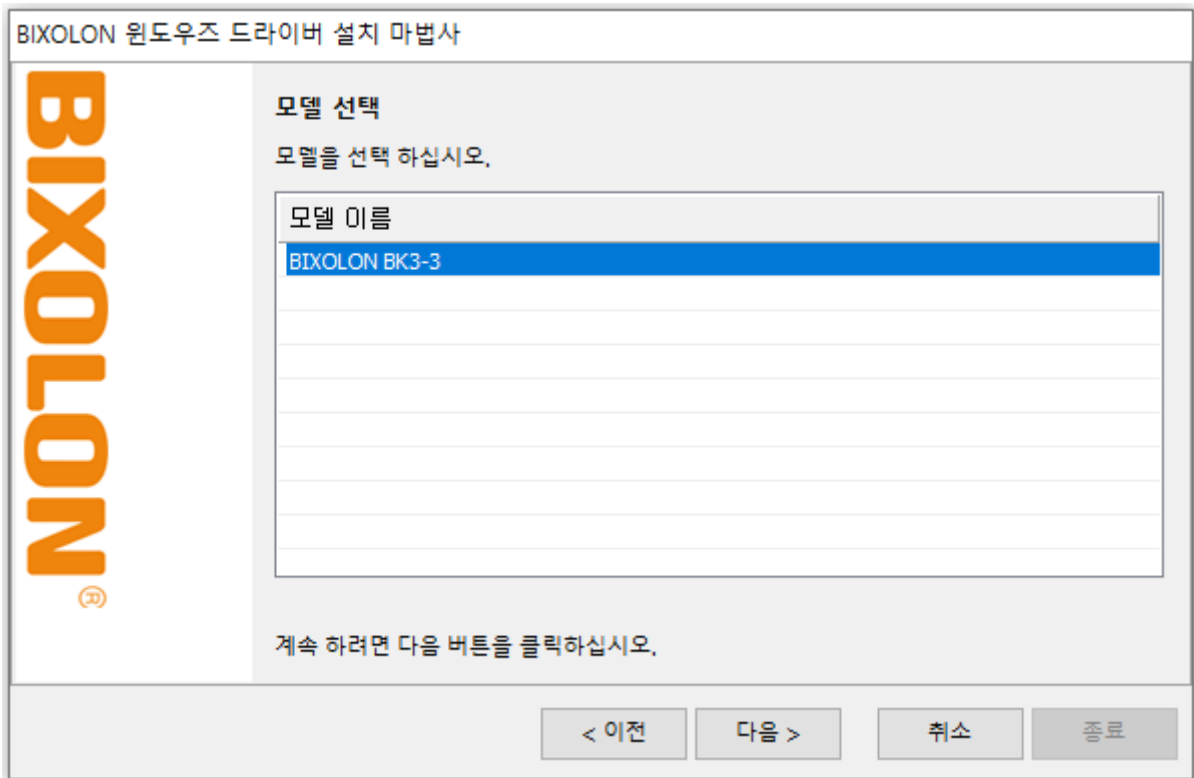 BIXOLON 윈도우즈 드라이버 설치 마법사
BIXOLON®
모델 선택
모델을 선택 하십시오.
모델 이름
BIXOLON BK3-3
계속 하려면 다음 버튼을 클릭하십시오.
< 이전
다음 >
취소
종료